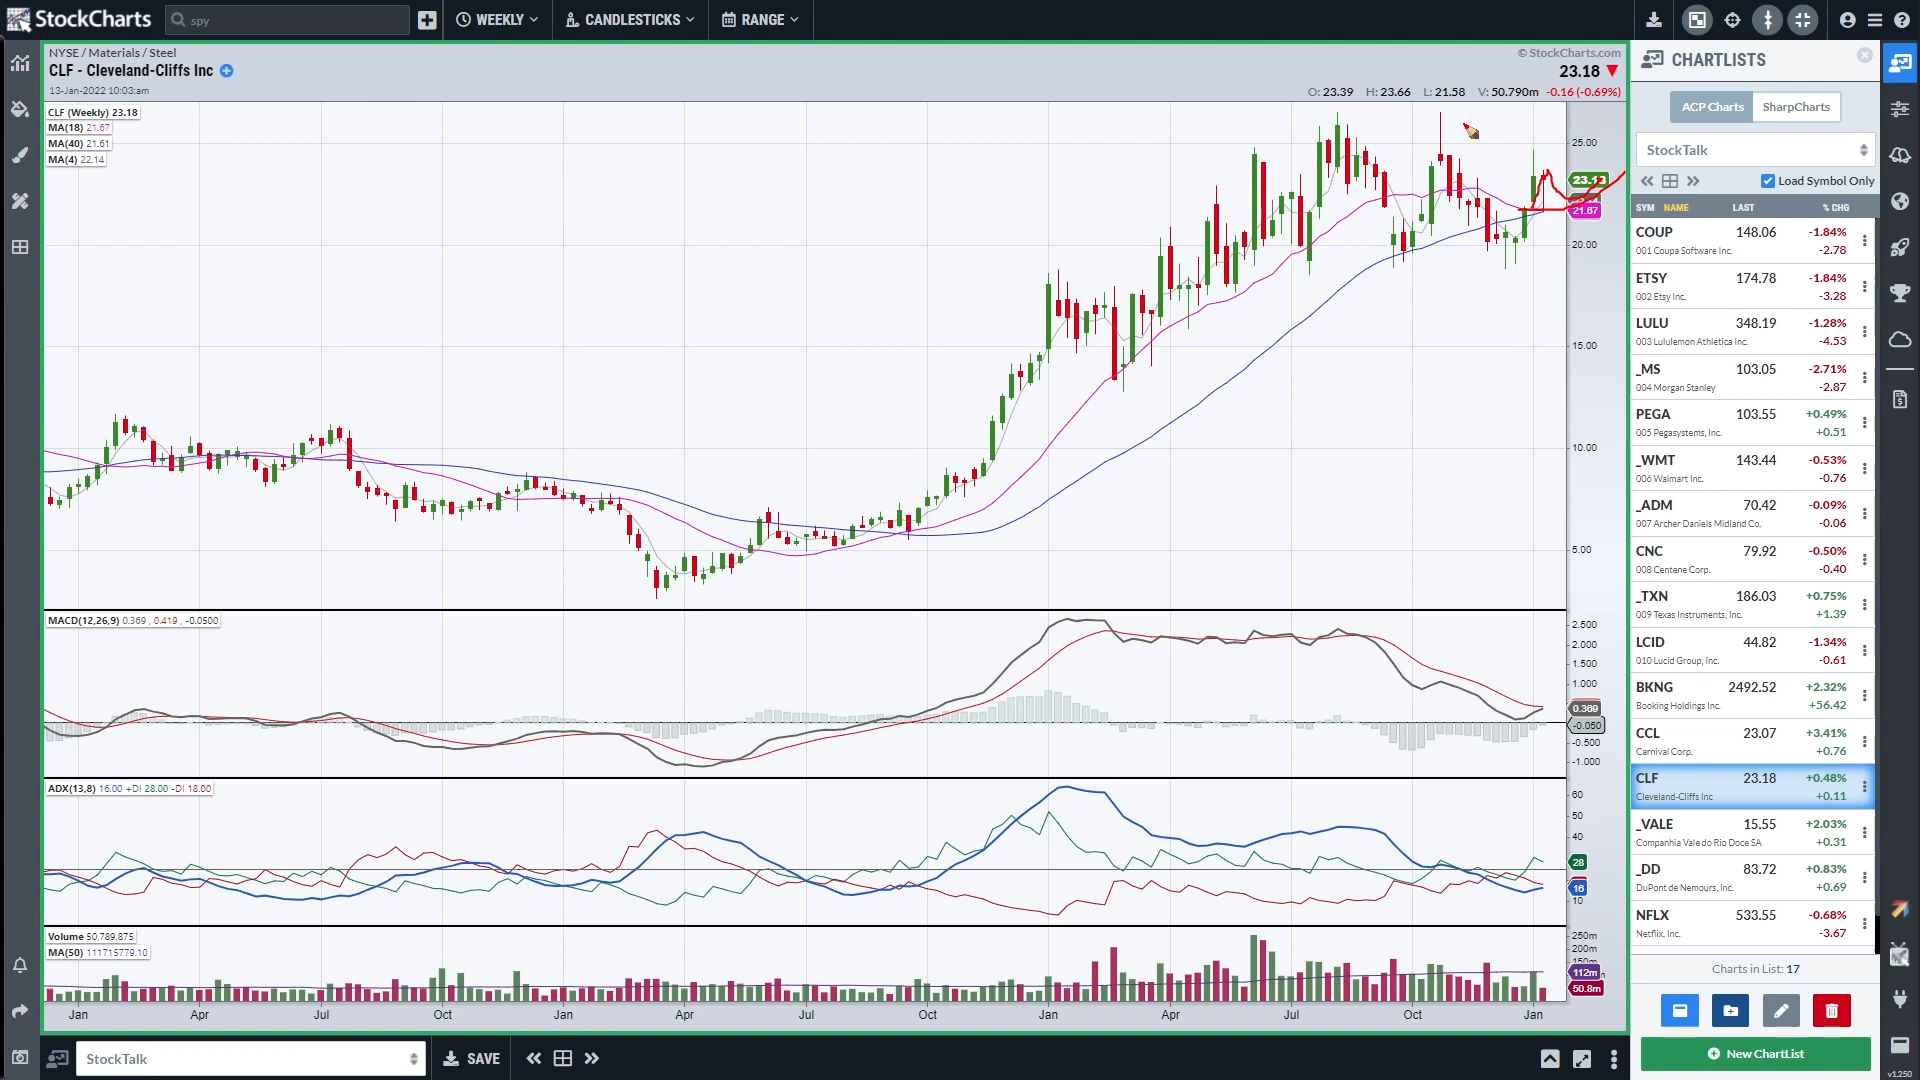 StockCharts
spy
WEEKLY
CANDLESTICKS
RANGE
NYSE / Materials / Steel
© StockCharts.com
CLF - Cleveland-Cliffs Inc
23.18
13-Jan-2022 10:03am
O: 23.39 H: 23.66 L: 21.58 V: 50.790m -0.16 (-0.69%)
CLF (Weekly) 23.18
MA(18) 21.67
MA(40) 21.61
MA(4) 22.14
25.00
21.67
20.00
15.00
10.00
5.00
MACD(12,26,9) 0.369 , 0.419 , -0.0500
2.500
2.000
1.500
1.000
0.369
-0.050
-0.500
-1.000
ADX(13,8) 16.00 +DI 28.00 -DI 18.00
60
50
40
28
16
10
Volume 50,789,875
MA(50) 111715779.10
250m
200m
112m
50.8m
Jan Apr Jul Oct Jan Apr Jul Oct Jan Apr Jul Oct Jan
StockTalk
SAVE
CHARTLISTS
ACP Charts SharpCharts
StockTalk
Load Symbol Only
SYM NAME LAST % CHG
COUP 148.06 -1.84%
001 Coupa Software Inc. -2.78
ETSY 174.78 -1.84%
002 Etsy Inc. -3.28
LULU 348.19 -1.28%
003 Lululemon Athletica Inc. -4.53
_MS 103.05 -2.71%
004 Morgan Stanley -2.87
PEGA 103.55 +0.49%
005 Pegasystems, Inc. +0.51
_WMT 143.44 -0.53%
006 Walmart Inc. -0.76
_ADM 70.42 -0.09%
007 Archer Daniels Midland Co. -0.06
CNC 79.92 -0.50%
008 Centene Corp. -0.40
_TXN 186.03 +0.75%
009 Texas Instruments, Inc. +1.39
LCID 44.82 -1.34%
010 Lucid Group, Inc. -0.61
BKNG 2492.52 +2.32%
Booking Holdings Inc. +56.42
CCL 23.07 +3.41%
Carnival Corp. +0.76
CLF 23.18 +0.48%
Cleveland-Cliffs Inc +0.11
_VALE 15.55 +2.03%
Companhia Vale do Rio Doce SA +0.31
_DD 83.72 +0.83%
DuPont de Nemours, Inc. +0.69
NFLX 533.55 -0.68%
Netflix, Inc. -3.67
Charts in List: 17
New ChartList
v1.250